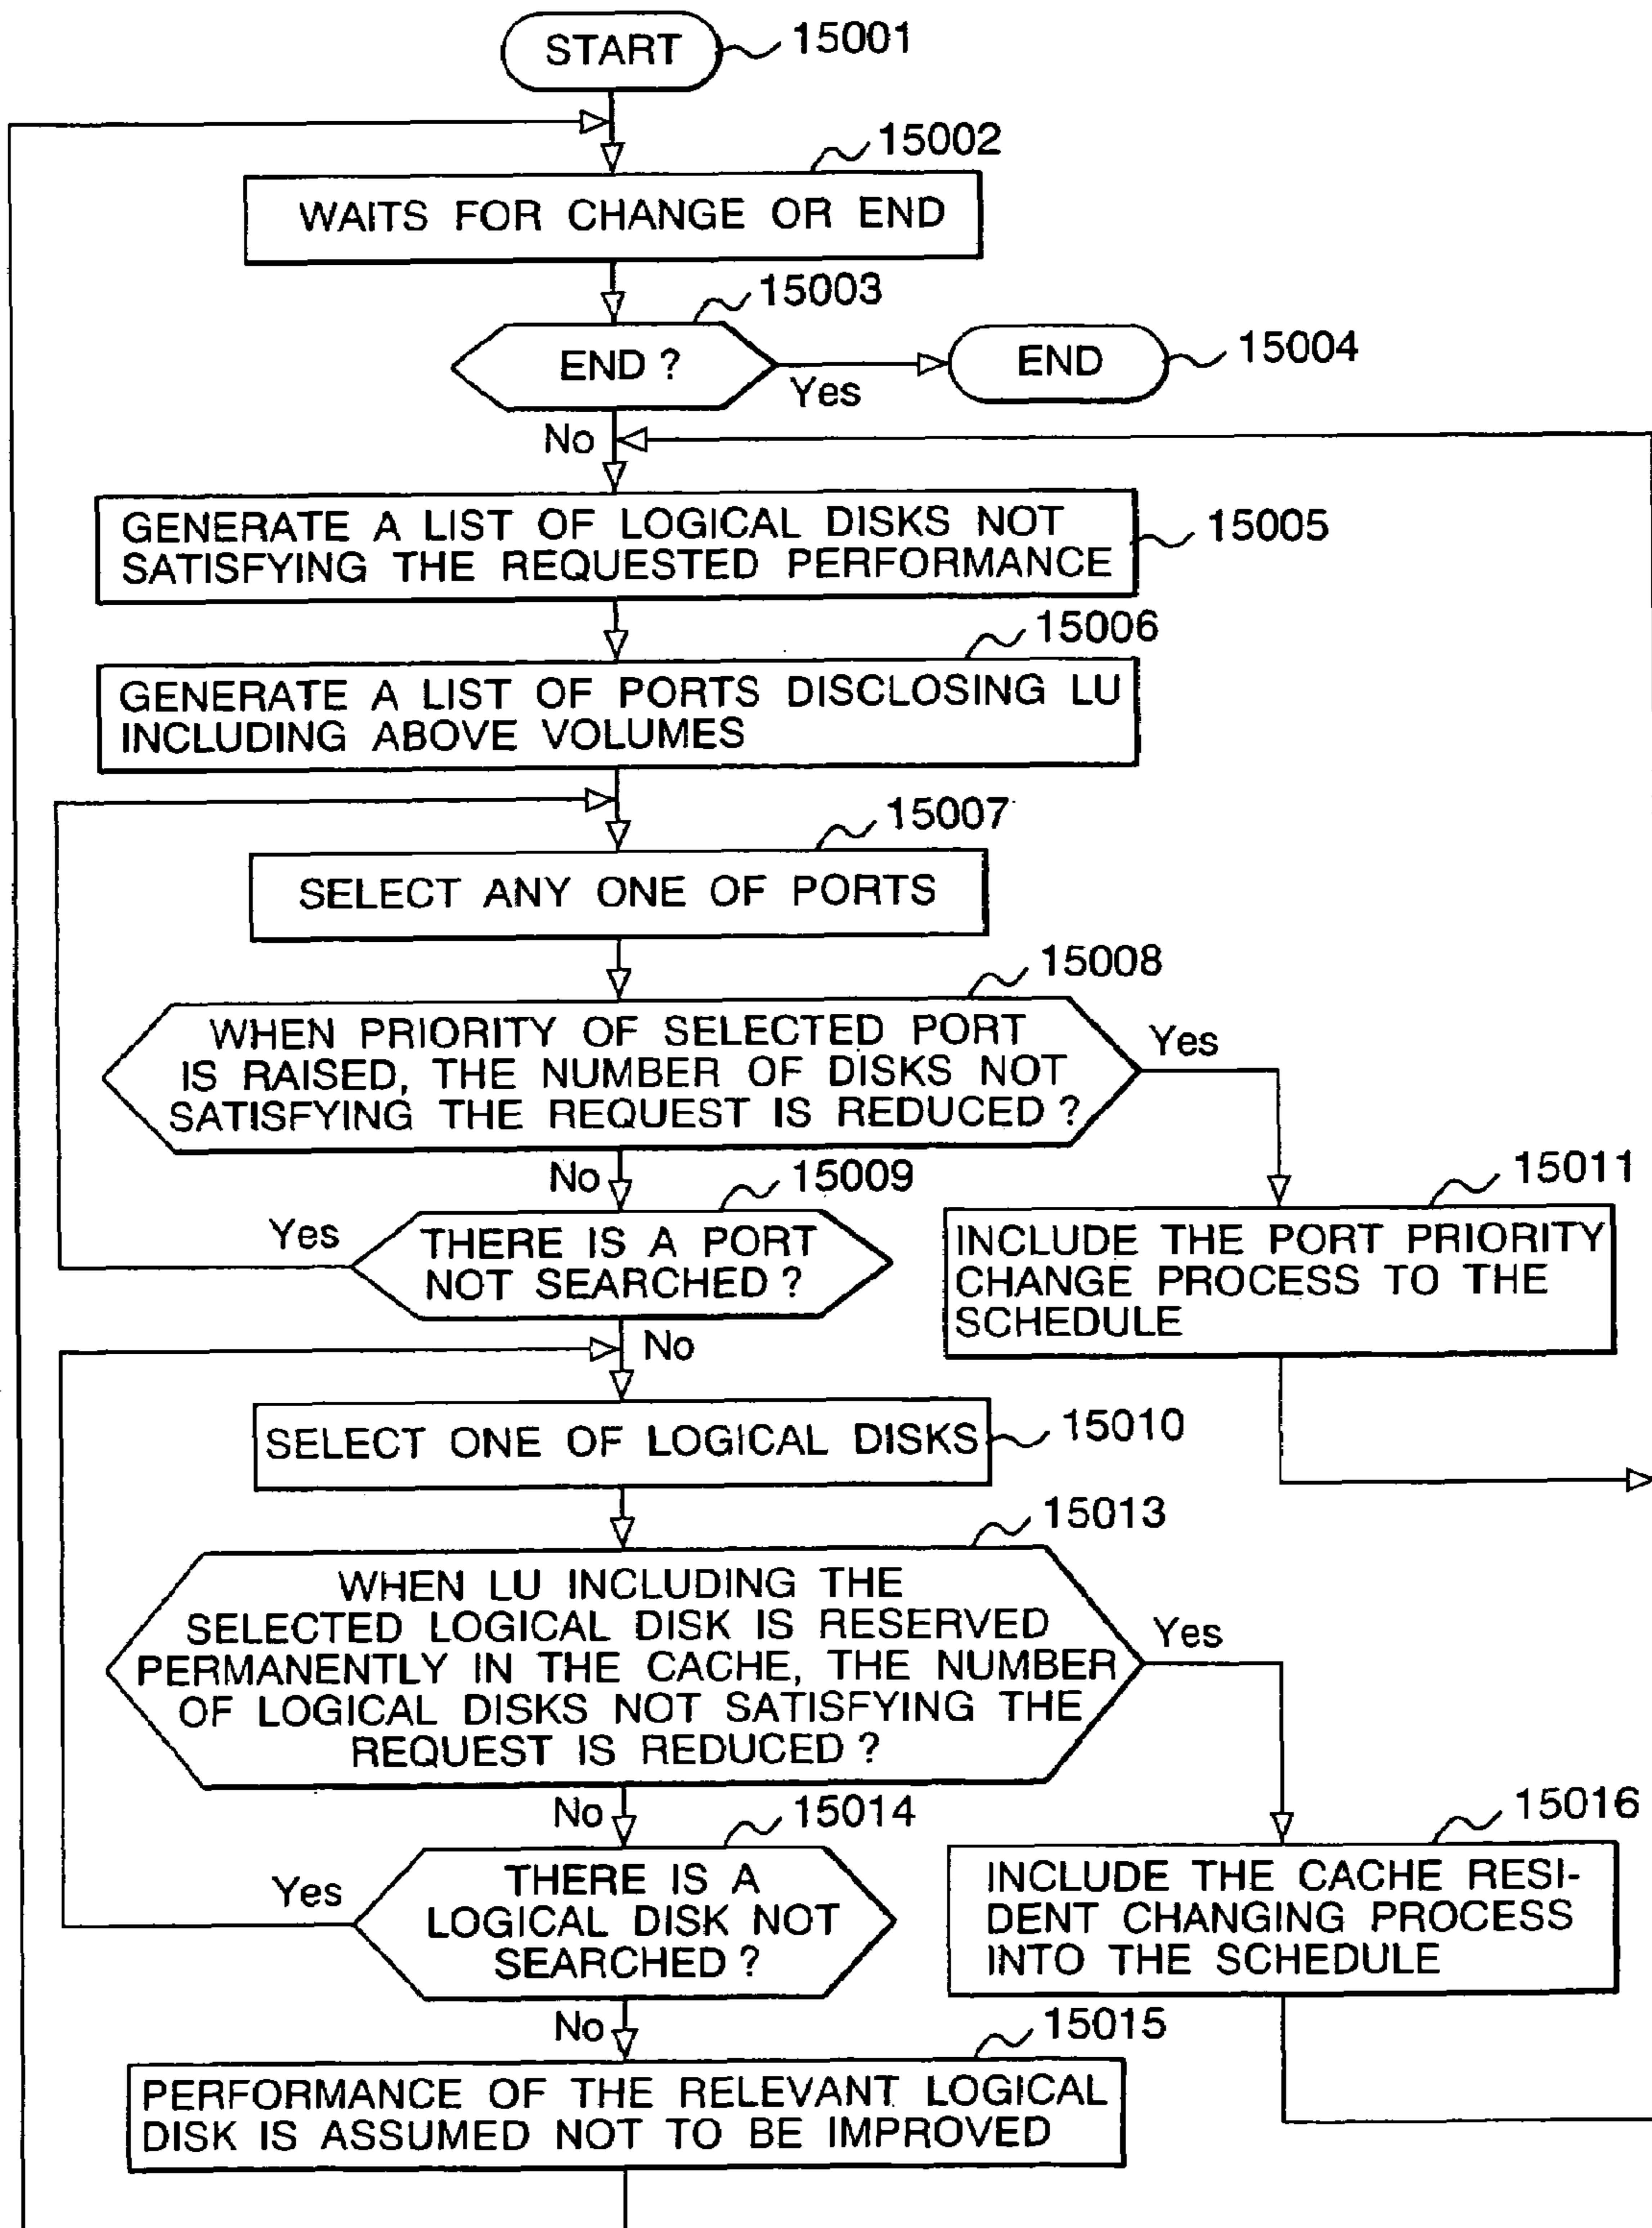 START
15001
15002
WAITS FOR CHANGE OR END
15003
END ?
Yes
END
15004
No
GENERATE A LIST OF LOGICAL DISKS NOT
SATISFYING THE REQUESTED PERFORMANCE
15005
15006
GENERATE A LIST OF PORTS DISCLOSING LU
INCLUDING ABOVE VOLUMES
15007
SELECT ANY ONE OF PORTS
15008
WHEN PRIORITY OF SELECTED PORT
IS RAISED, THE NUMBER OF DISKS NOT
SATISFYING THE REQUEST IS REDUCED ?
Yes
No
15009
15011
Yes
THERE IS A PORT
NOT SEARCHED ?
INCLUDE THE PORT PRIORITY
CHANGE PROCESS TO THE
SCHEDULE
No
SELECT ONE OF LOGICAL DISKS
15010
15013
WHEN LU INCLUDING THE
SELECTED LOGICAL DISK IS RESERVED
PERMANENTLY IN THE CACHE, THE NUMBER
OF LOGICAL DISKS NOT SATISFYING THE
REQUEST IS REDUCED ?
Yes
No
15014
15016
Yes
THERE IS A
LOGICAL DISK NOT
SEARCHED ?
INCLUDE THE CACHE RESI-
DENT CHANGING PROCESS
INTO THE SCHEDULE
No
15015
PERFORMANCE OF THE RELEVANT LOGICAL
DISK IS ASSUMED NOT TO BE IMPROVED